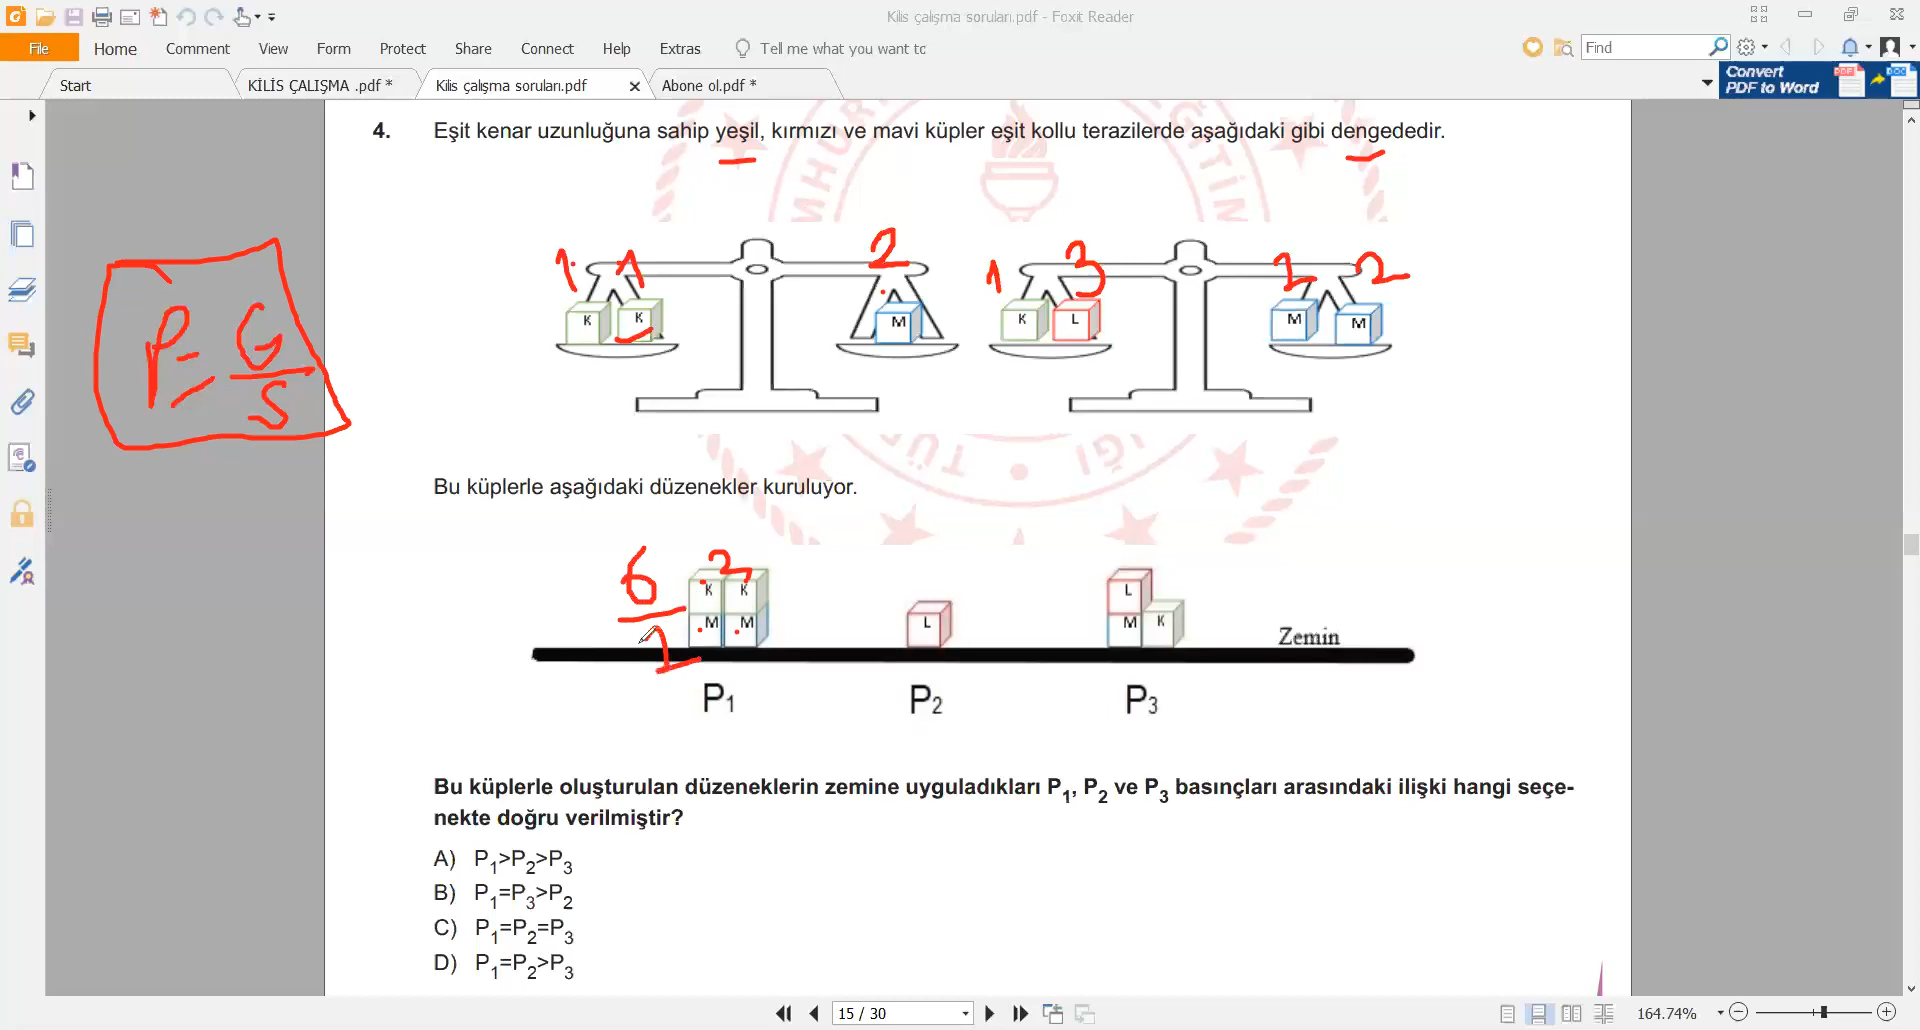 Kilis çalışma soruları.pdf - Foxit Reader
File Home Comment View Form Protect Share Connect Help Extras Tell me what you want to Find
Start KİLİS ÇALIŞMA .pdf * Kilis çalışma soruları.pdf Abone ol.pdf *
Convert
PDF to Word
4. Eşit kenar uzunluğuna sahip yeşil, kırmızı ve mavi küpler eşit kollu terazilerde aşağıdaki gibi dengededir.
1 1 2 1 3 2 2
K K M K L M M
P = G/S
Bu küplerle aşağıdaki düzenekler kuruluyor.
6 2
2
K K L
M M L M K Zemin
P1 P2 P3
Bu küplerle oluşturulan düzeneklerin zemine uyguladıkları P1, P2 ve P3 basınçları arasındaki ilişki hangi seçe-
nekte doğru verilmiştir?
A) P1>P2>P3
B) P1=P3>P2
C) P1=P2=P3
D) P1=P2>P3
15 / 30 164.74%